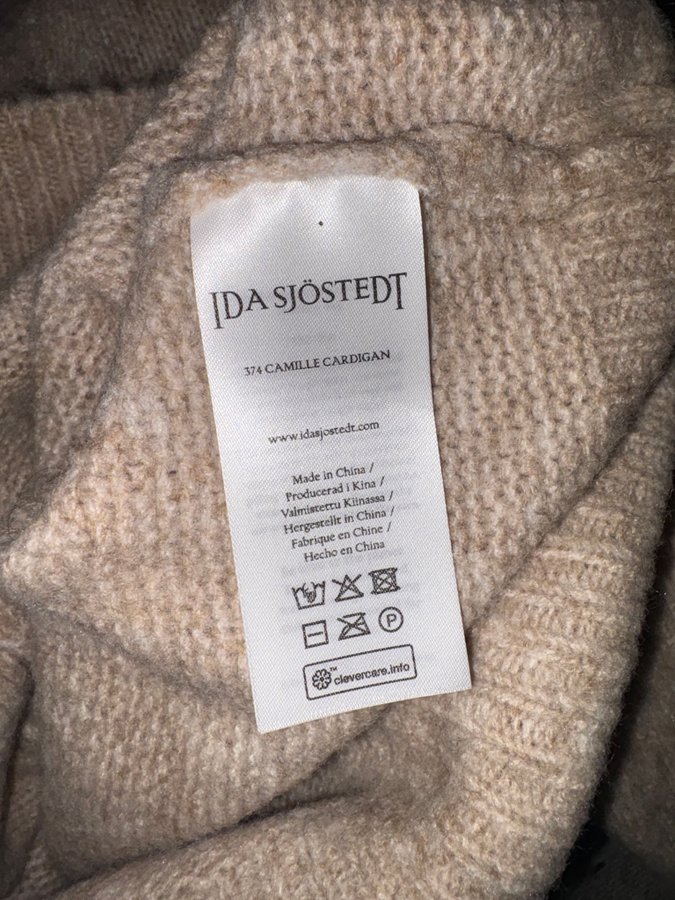 IDA SJÖSTEDT
374 CAMILLE CARDIGAN
www.idasjostedt.com
Made in China /
Producerad i Kina /
Valmistettu Kiinassa /
Hergestellt in China /
Fabrique en Chine /
Hecho en China
P
™ clevercare.info